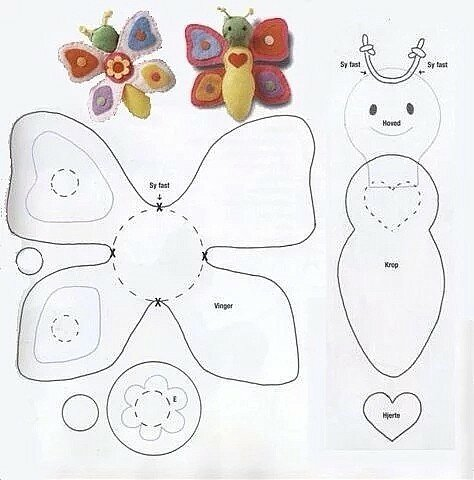 Sy fast
Sy fast
Hoved
Sy fast
Krop
Vinger
E
Hjerte
X
X
X
X